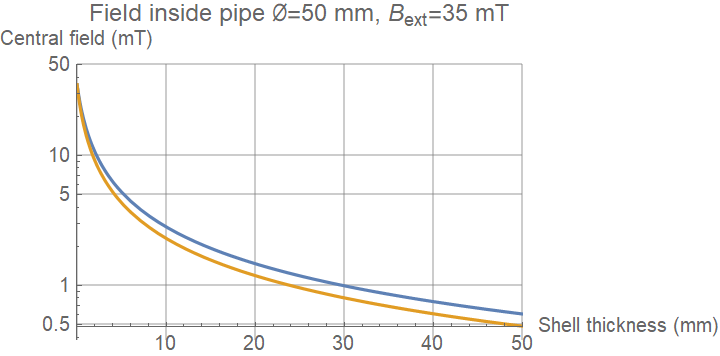 Field inside pipe Ø=50 mm, Bext=35 mT
Central field (mT)
50
10
5
1
0.5
10 20 30 40 50
Shell thickness (mm)